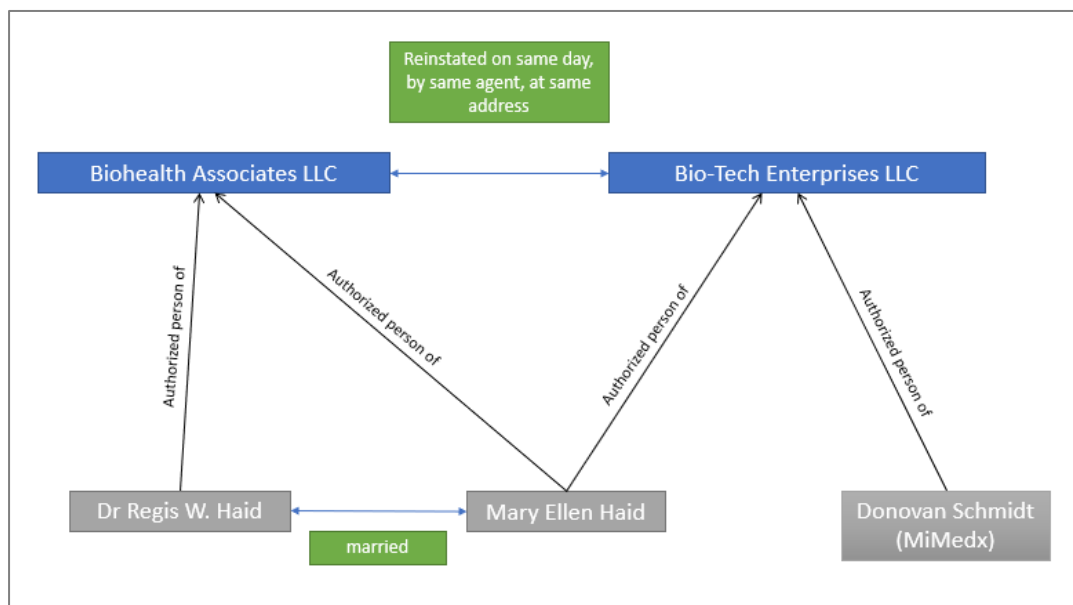 Reinstated on same day,
by same agent, at same
address
Biohealth Associates LLC
Bio-Tech Enterprises LLC
Authorized person of
Authorized person of
Authorized person of
Authorized person of
Dr Regis W. Haid
Mary Ellen Haid
Donovan Schmidt
(MiMedx)
married